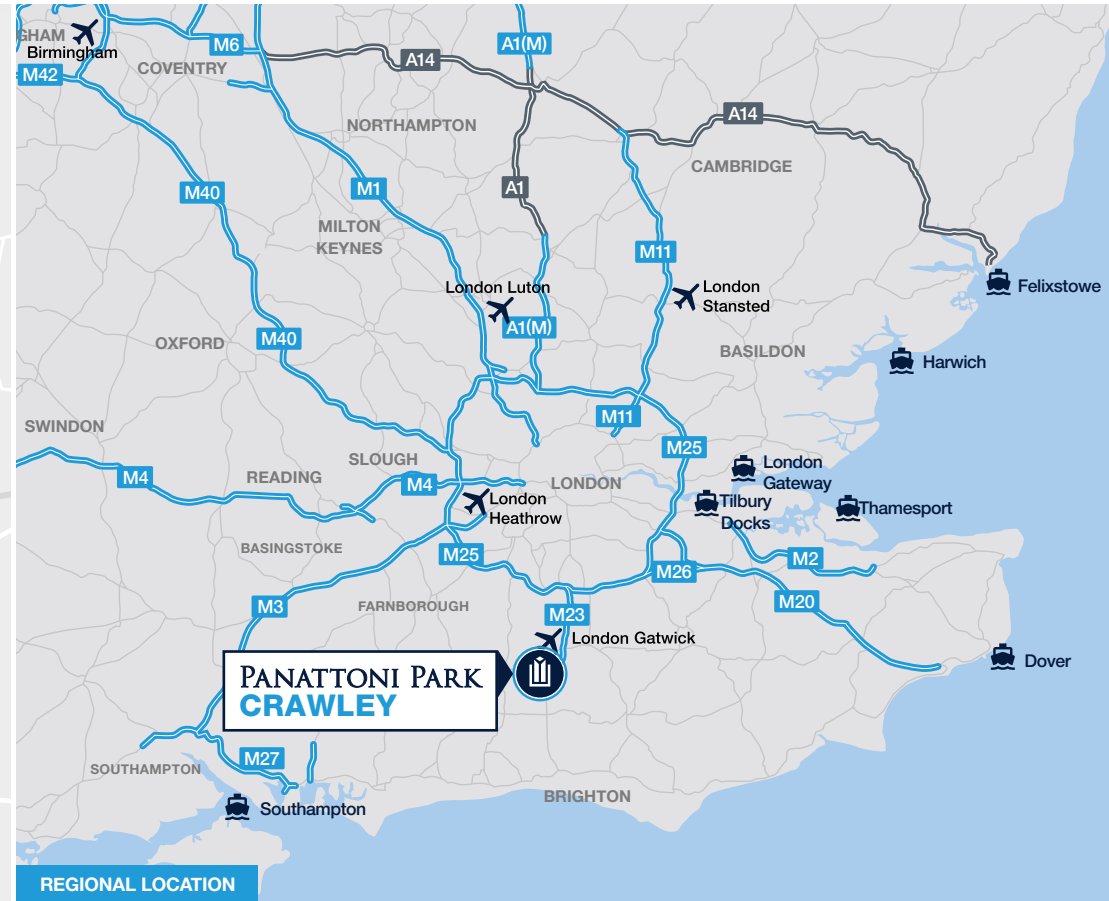 GHAM
Birmingham
M6
A1(M)
M42
COVENTRY
A14
NORTHAMPTON
A14
CAMBRIDGE
M40
M1
A1
MILTON
KEYNES
M11
London Luton
London
Stansted
Felixstowe
A1(M)
OXFORD
M40
BASILDON
Harwich
SWINDON
M11
M25
SLOUGH
M4
READING
M4
LONDON
London
Gateway
London
Heathrow
Tilbury
Docks
Thamesport
BASINGSTOKE
M25
M26
M2
M3
FARNBOROUGH
M23
M20
London Gatwick
Dover
PANATTONI PARK
CRAWLEY
M27
SOUTHAMPTON
Southampton
BRIGHTON
REGIONAL LOCATION